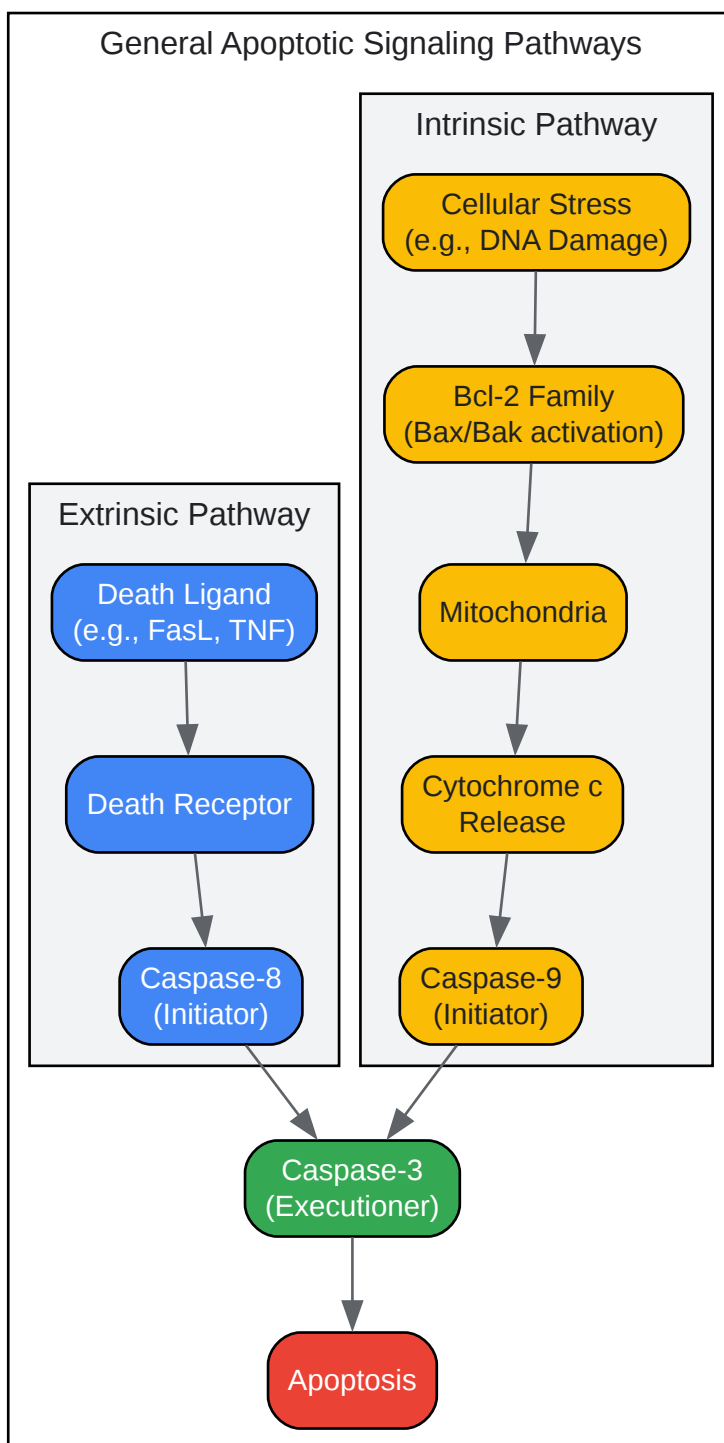 General Apoptotic Signaling Pathways
Intrinsic Pathway
Cellular Stress
(e.g., DNA Damage)
Bcl-2 Family
(Bax/Bak activation)
Mitochondria
Cytochrome c
Release
Caspase-9
(Initiator)
Extrinsic Pathway
Death Ligand
(e.g., FasL, TNF)
Death Receptor
Caspase-8
(Initiator)
Caspase-3
(Executioner)
Apoptosis